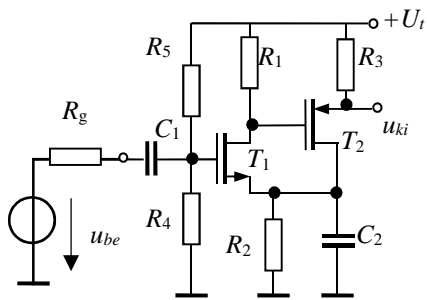 +U_t
R_5
R_1
R_3
R_g
C_1
u_ki
T_1
T_2
R_4
u_be
R_2
C_2